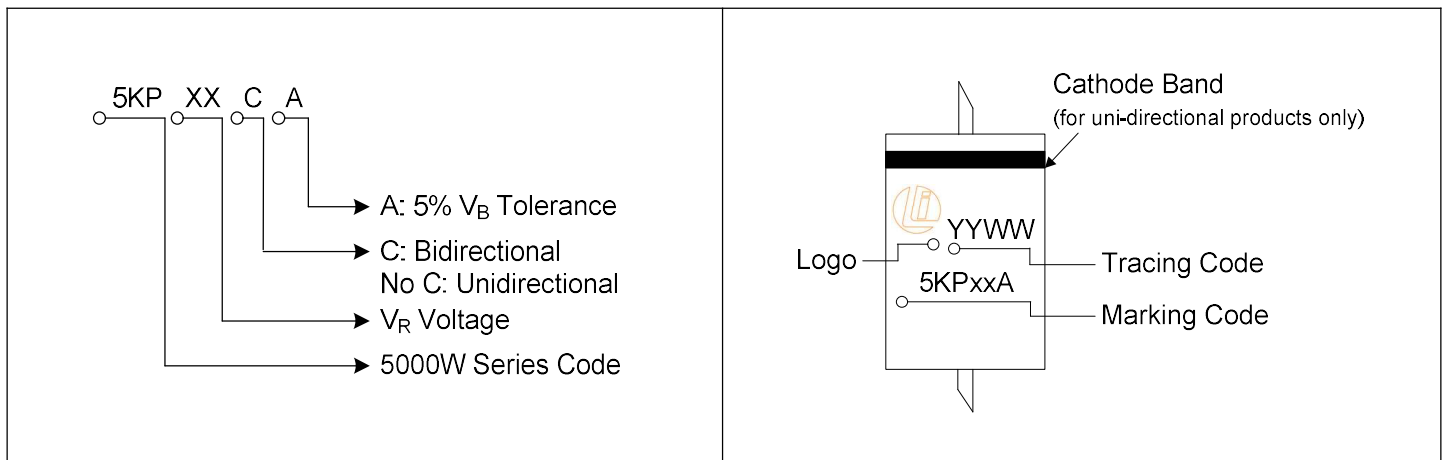 5KP XX C A
A: 5% VB Tolerance
C: Bidirectional
No C: Unidirectional
VR Voltage
5000W Series Code
Cathode Band
(for uni-directional products only)
YYWW
Logo
Tracing Code
5KPxxA
Marking Code